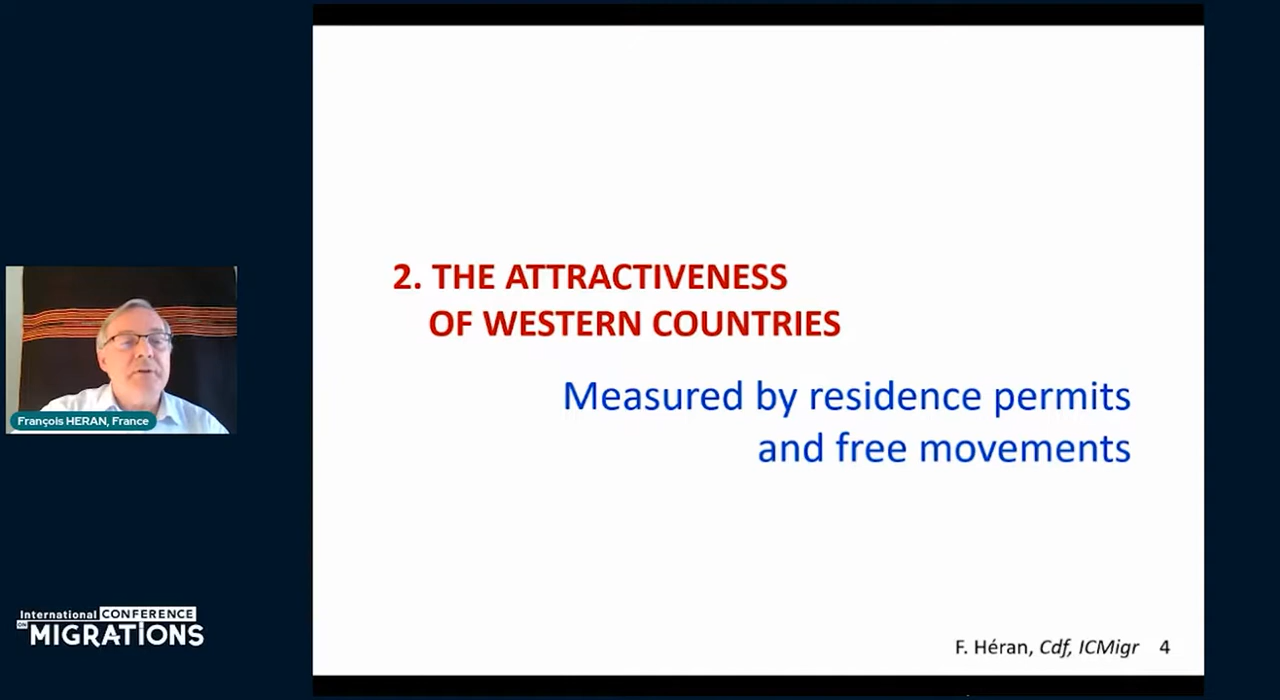 2. THE ATTRACTIVENESS
OF WESTERN COUNTRIES
Measured by residence permits
and free movements
François HERAN, France
International CONFERENCE
ON MIGRATIONS
F. Héran, Cdf, ICMigr 4